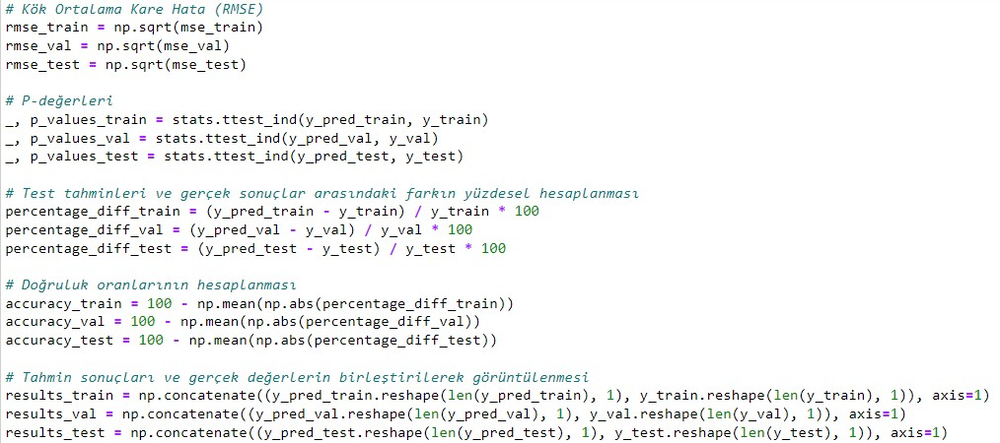 # Kök Ortalama Kare Hata (RMSE)
rmse_train = np.sqrt(mse_train)
rmse_val = np.sqrt(mse_val)
rmse_test = np.sqrt(mse_test)

# P-değerleri
_, p_values_train = stats.ttest_ind(y_pred_train, y_train)
_, p_values_val = stats.ttest_ind(y_pred_val, y_val)
_, p_values_test = stats.ttest_ind(y_pred_test, y_test)

# Test tahminleri ve gerçek sonuçlar arasındaki farkın yüzdesel hesaplanması
percentage_diff_train = (y_pred_train - y_train) / y_train * 100
percentage_diff_val = (y_pred_val - y_val) / y_val * 100
percentage_diff_test = (y_pred_test - y_test) / y_test * 100

# Doğruluk oranlarının hesaplanması
accuracy_train = 100 - np.mean(np.abs(percentage_diff_train))
accuracy_val = 100 - np.mean(np.abs(percentage_diff_val))
accuracy_test = 100 - np.mean(np.abs(percentage_diff_test))

# Tahmin sonuçları ve gerçek değerlerin birleştirilerek görüntülenmesi
results_train = np.concatenate((y_pred_train.reshape(len(y_pred_train), 1), y_train.reshape(len(y_train), 1)), axis=1)
results_val = np.concatenate((y_pred_val.reshape(len(y_pred_val), 1), y_val.reshape(len(y_val), 1)), axis=1)
results_test = np.concatenate((y_pred_test.reshape(len(y_pred_test), 1), y_test.reshape(len(y_test), 1)), axis=1)